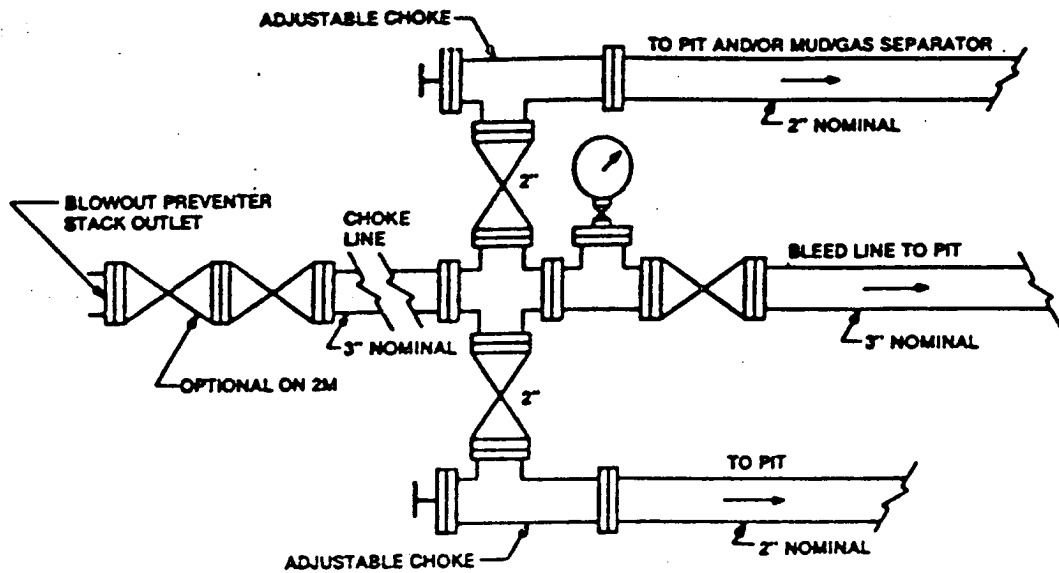 ADJUSTABLE CHOKE
TO PIT AND/OR MUD/GAS SEPARATOR
2" NOMINAL
2"
BLOWOUT PREVENTER
STACK OUTLET
CHOKE
LINE
BLEED LINE TO PIT
3" NOMINAL
3" NOMINAL
OPTIONAL ON 2M
2"
TO PIT
2" NOMINAL
ADJUSTABLE CHOKE